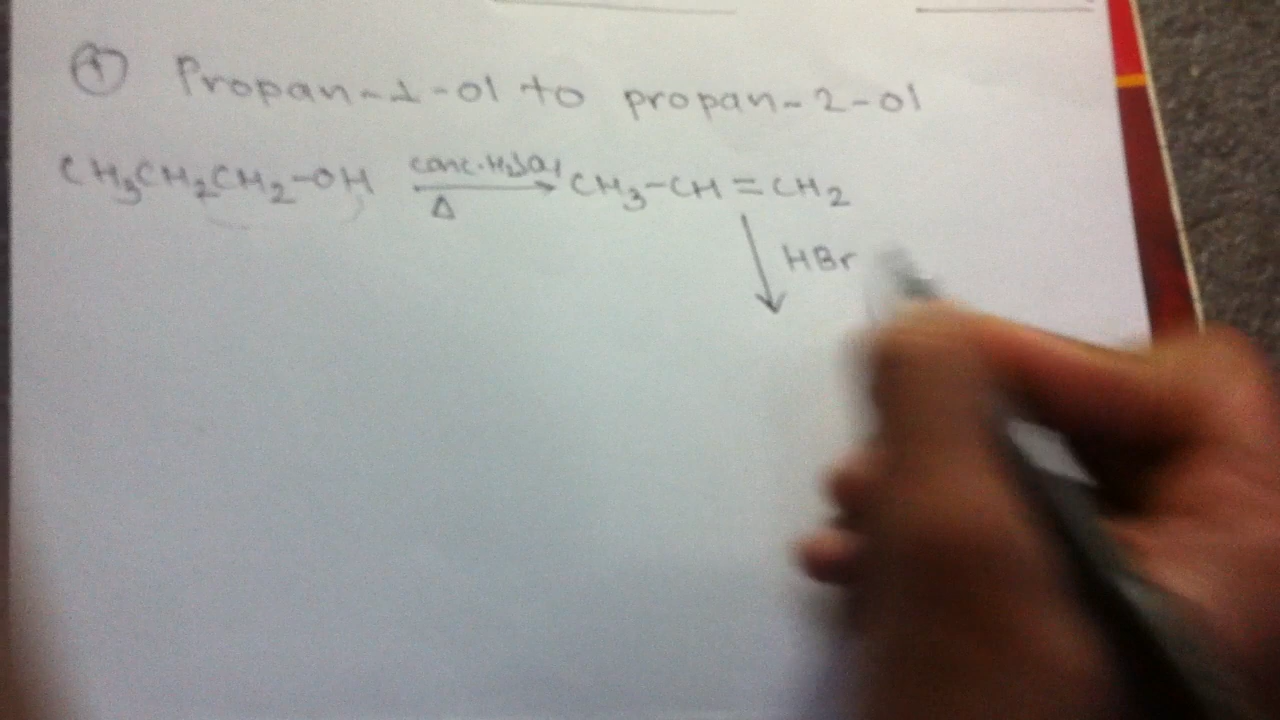 ① Propan-1-ol to propan-2-ol
CH₃CH₂CH₂-OH conc.H₂SO₄ Δ → CH₃-CH=CH₂
↓ HBr